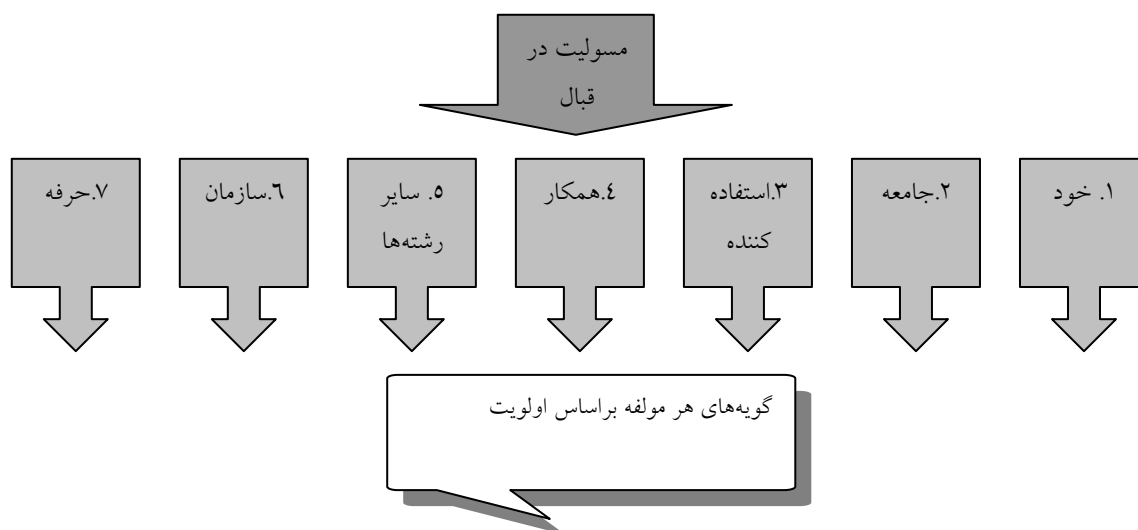 مسولیت در
قبال
۱. خود
۲.جامعه
۳.استفاده
کننده
٤.همکار
٥. سایر
رشته‌ها
٦.سازمان
۷.حرفه
گویه‌های هر مولفه براساس اولویت